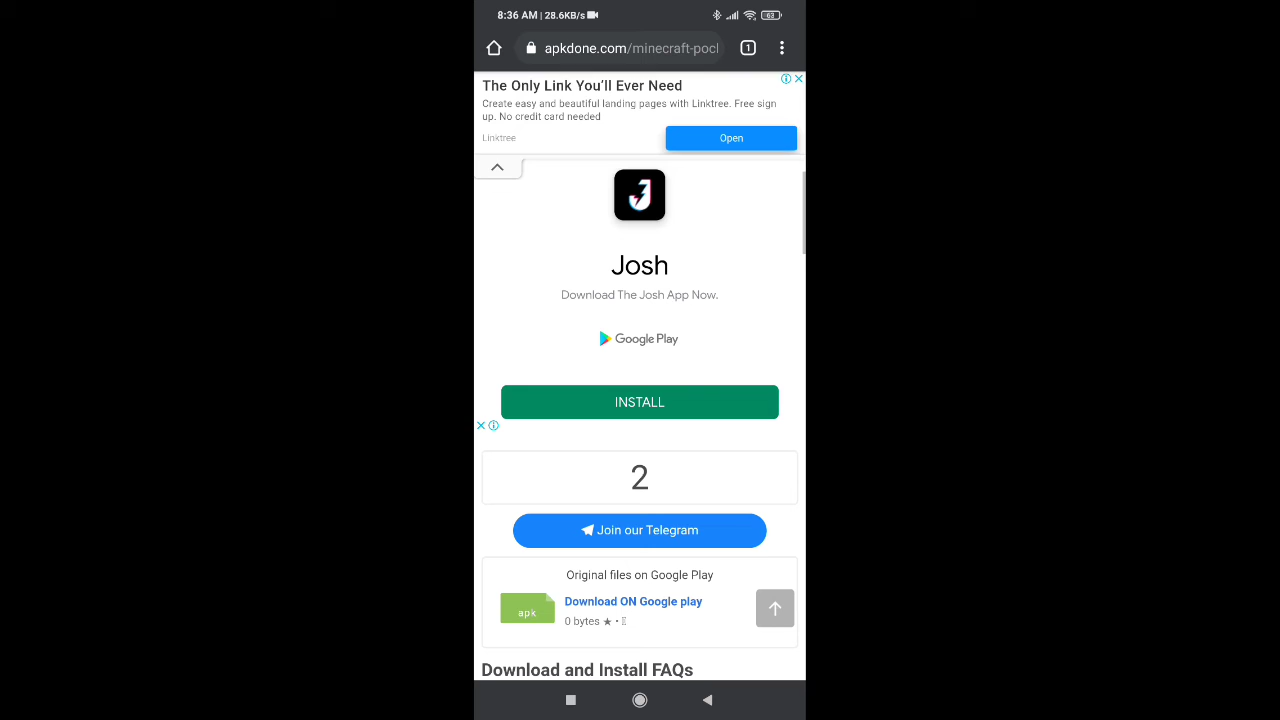 8:36 AM | 28.6KB/s
63
apkdone.com/minecraft-pocl
1
The Only Link You'll Ever Need
Create easy and beautiful landing pages with Linktree. Free sign
up. No credit card needed
Linktree
Open
J
Josh
Download The Josh App Now.
Google Play
INSTALL
2
Join our Telegram
Original files on Google Play
apk
Download ON Google play
0 bytes ★ •
Download and Install FAQs